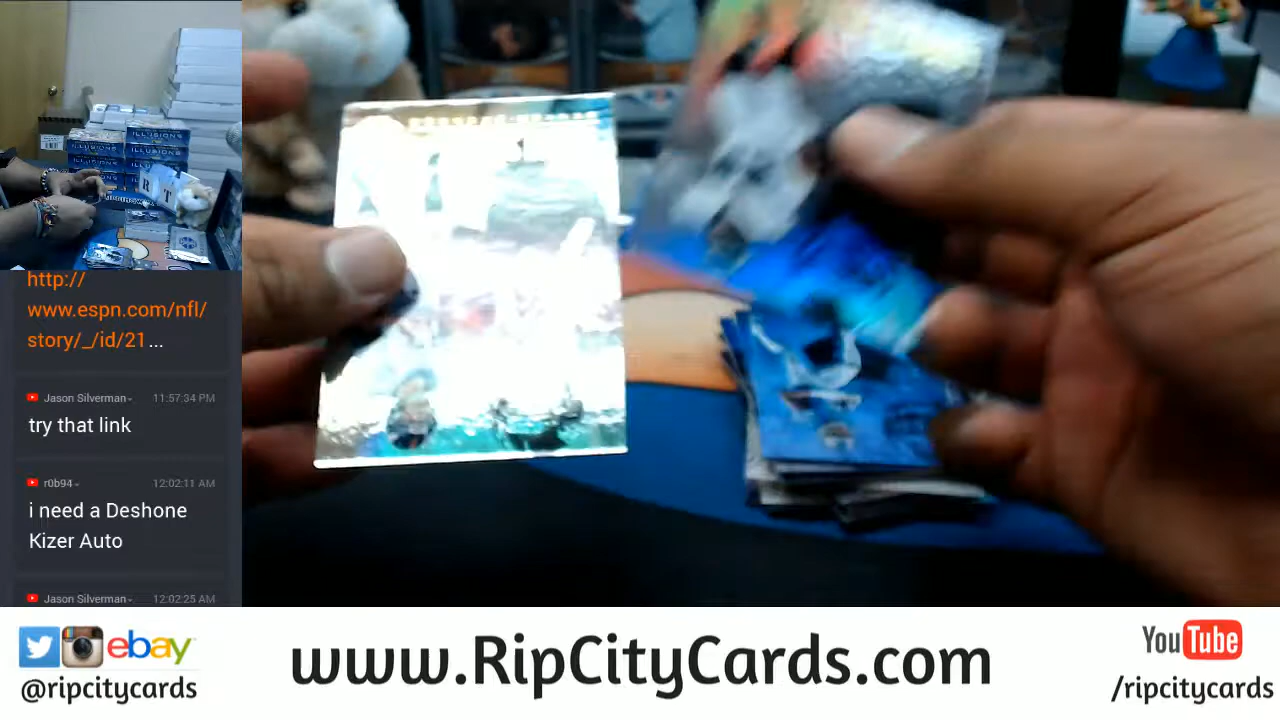 ILLUSIONS
R T
http://
www.espn.com/nfl/
story/_/id/21...
Jason Silverman 11:57:34 PM
try that link
r0b94 12:02:11 AM
i need a Deshone
Kizer Auto
Jason Silverman 12:02:25 AM
ebay
@ripcitycards
www.RipCityCards.com
YouTube
/ripcitycards